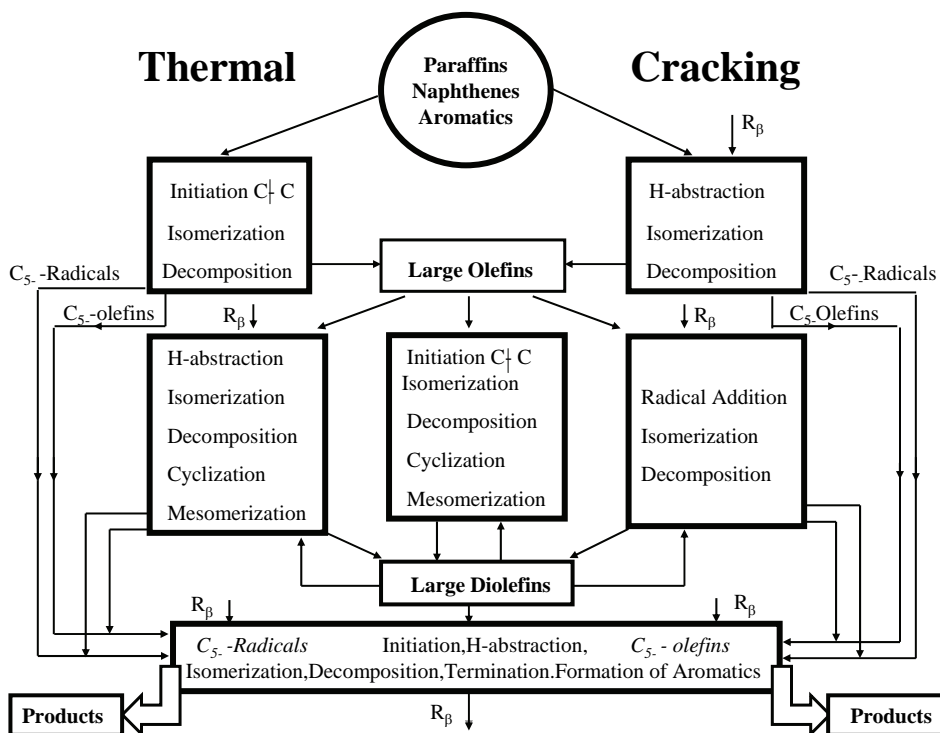 Thermal
Cracking
Paraffins
Naphthenes
Aromatics
R_β
Initiation C┼C
Isomerization
Decomposition
H-abstraction
Isomerization
Decomposition
Large Olefins
C5- -Radicals
C5- -Radicals
C5- -olefins
C5- Olefins
Rβ
Rβ
H-abstraction
Isomerization
Decomposition
Cyclization
Mesomerization
Initiation C┼C
Isomerization
Decomposition
Cyclization
Mesomerization
Radical Addition
Isomerization
Decomposition
Large Diolefins
Rβ
Rβ
C5- -Radicals Initiation,H-abstraction, C5- - olefins
Isomerization,Decomposition,Termination.Formation of Aromatics
Products
Rβ
Products